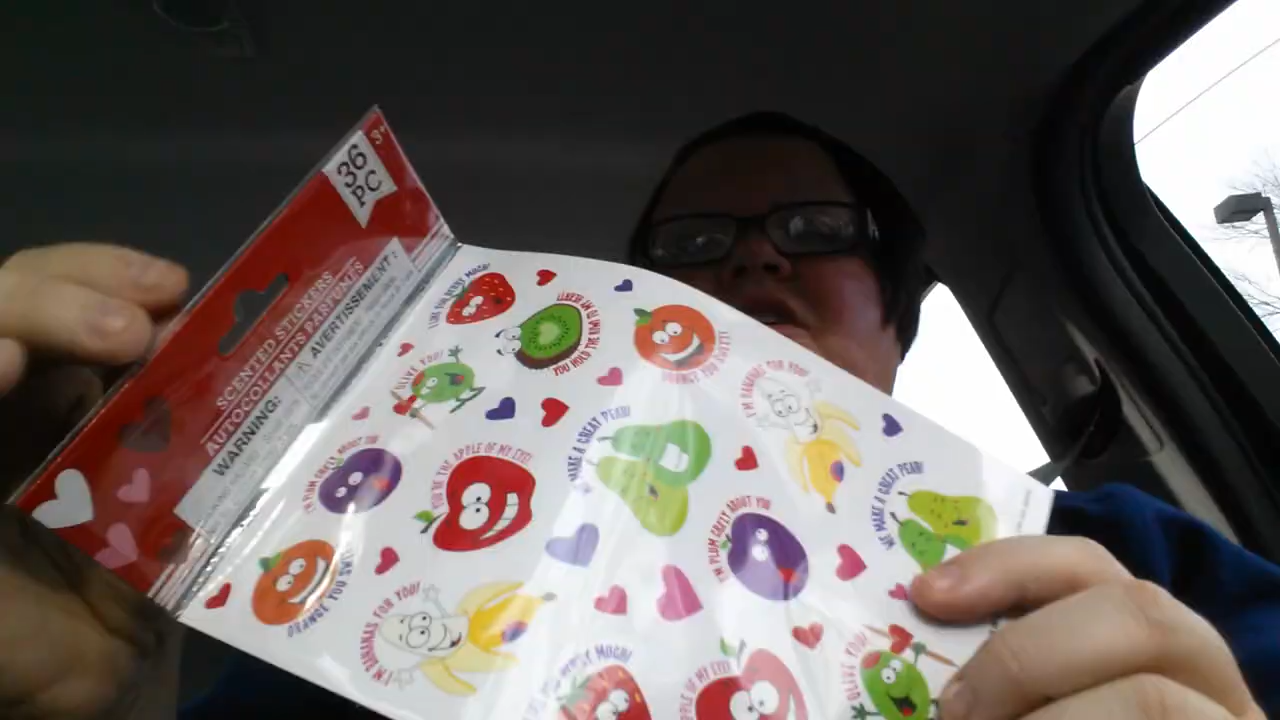 36
PC
3+
SCENTED STICKERS
AUTOCOLLANTS PARFUMÉS
WARNING:
AVERTISSEMENT:
I LIKE YOU BERRY MUCH!
YOU HOLD THE KIWI TO MY HEART!
ORANGE YOU SWEET!
OLIVE YOU!
I'M BANANAS FOR YOU!
WE MAKE A GREAT PEAR!
I'M PLUM CRAZY ABOUT YOU
YOU'RE THE APPLE OF MY EYE!
WE MAKE A GREAT PEAR!
I'M PLUM CRAZY ABOUT YOU
ORANGE YOU SWEET!
I'M BANANAS FOR YOU!
BERRY MUCH!
APPLE OF MY EYE!
OLIVE YOU!